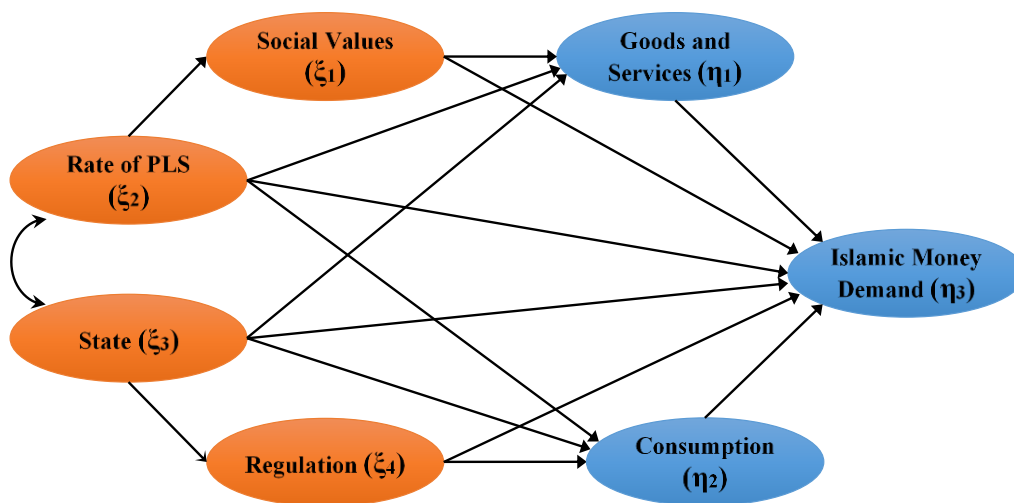 Social Values
(ξ1)
Goods and
Services (η1)
Rate of PLS
(ξ2)
Islamic Money
Demand (η3)
State (ξ3)
Regulation (ξ4)
Consumption
(η2)